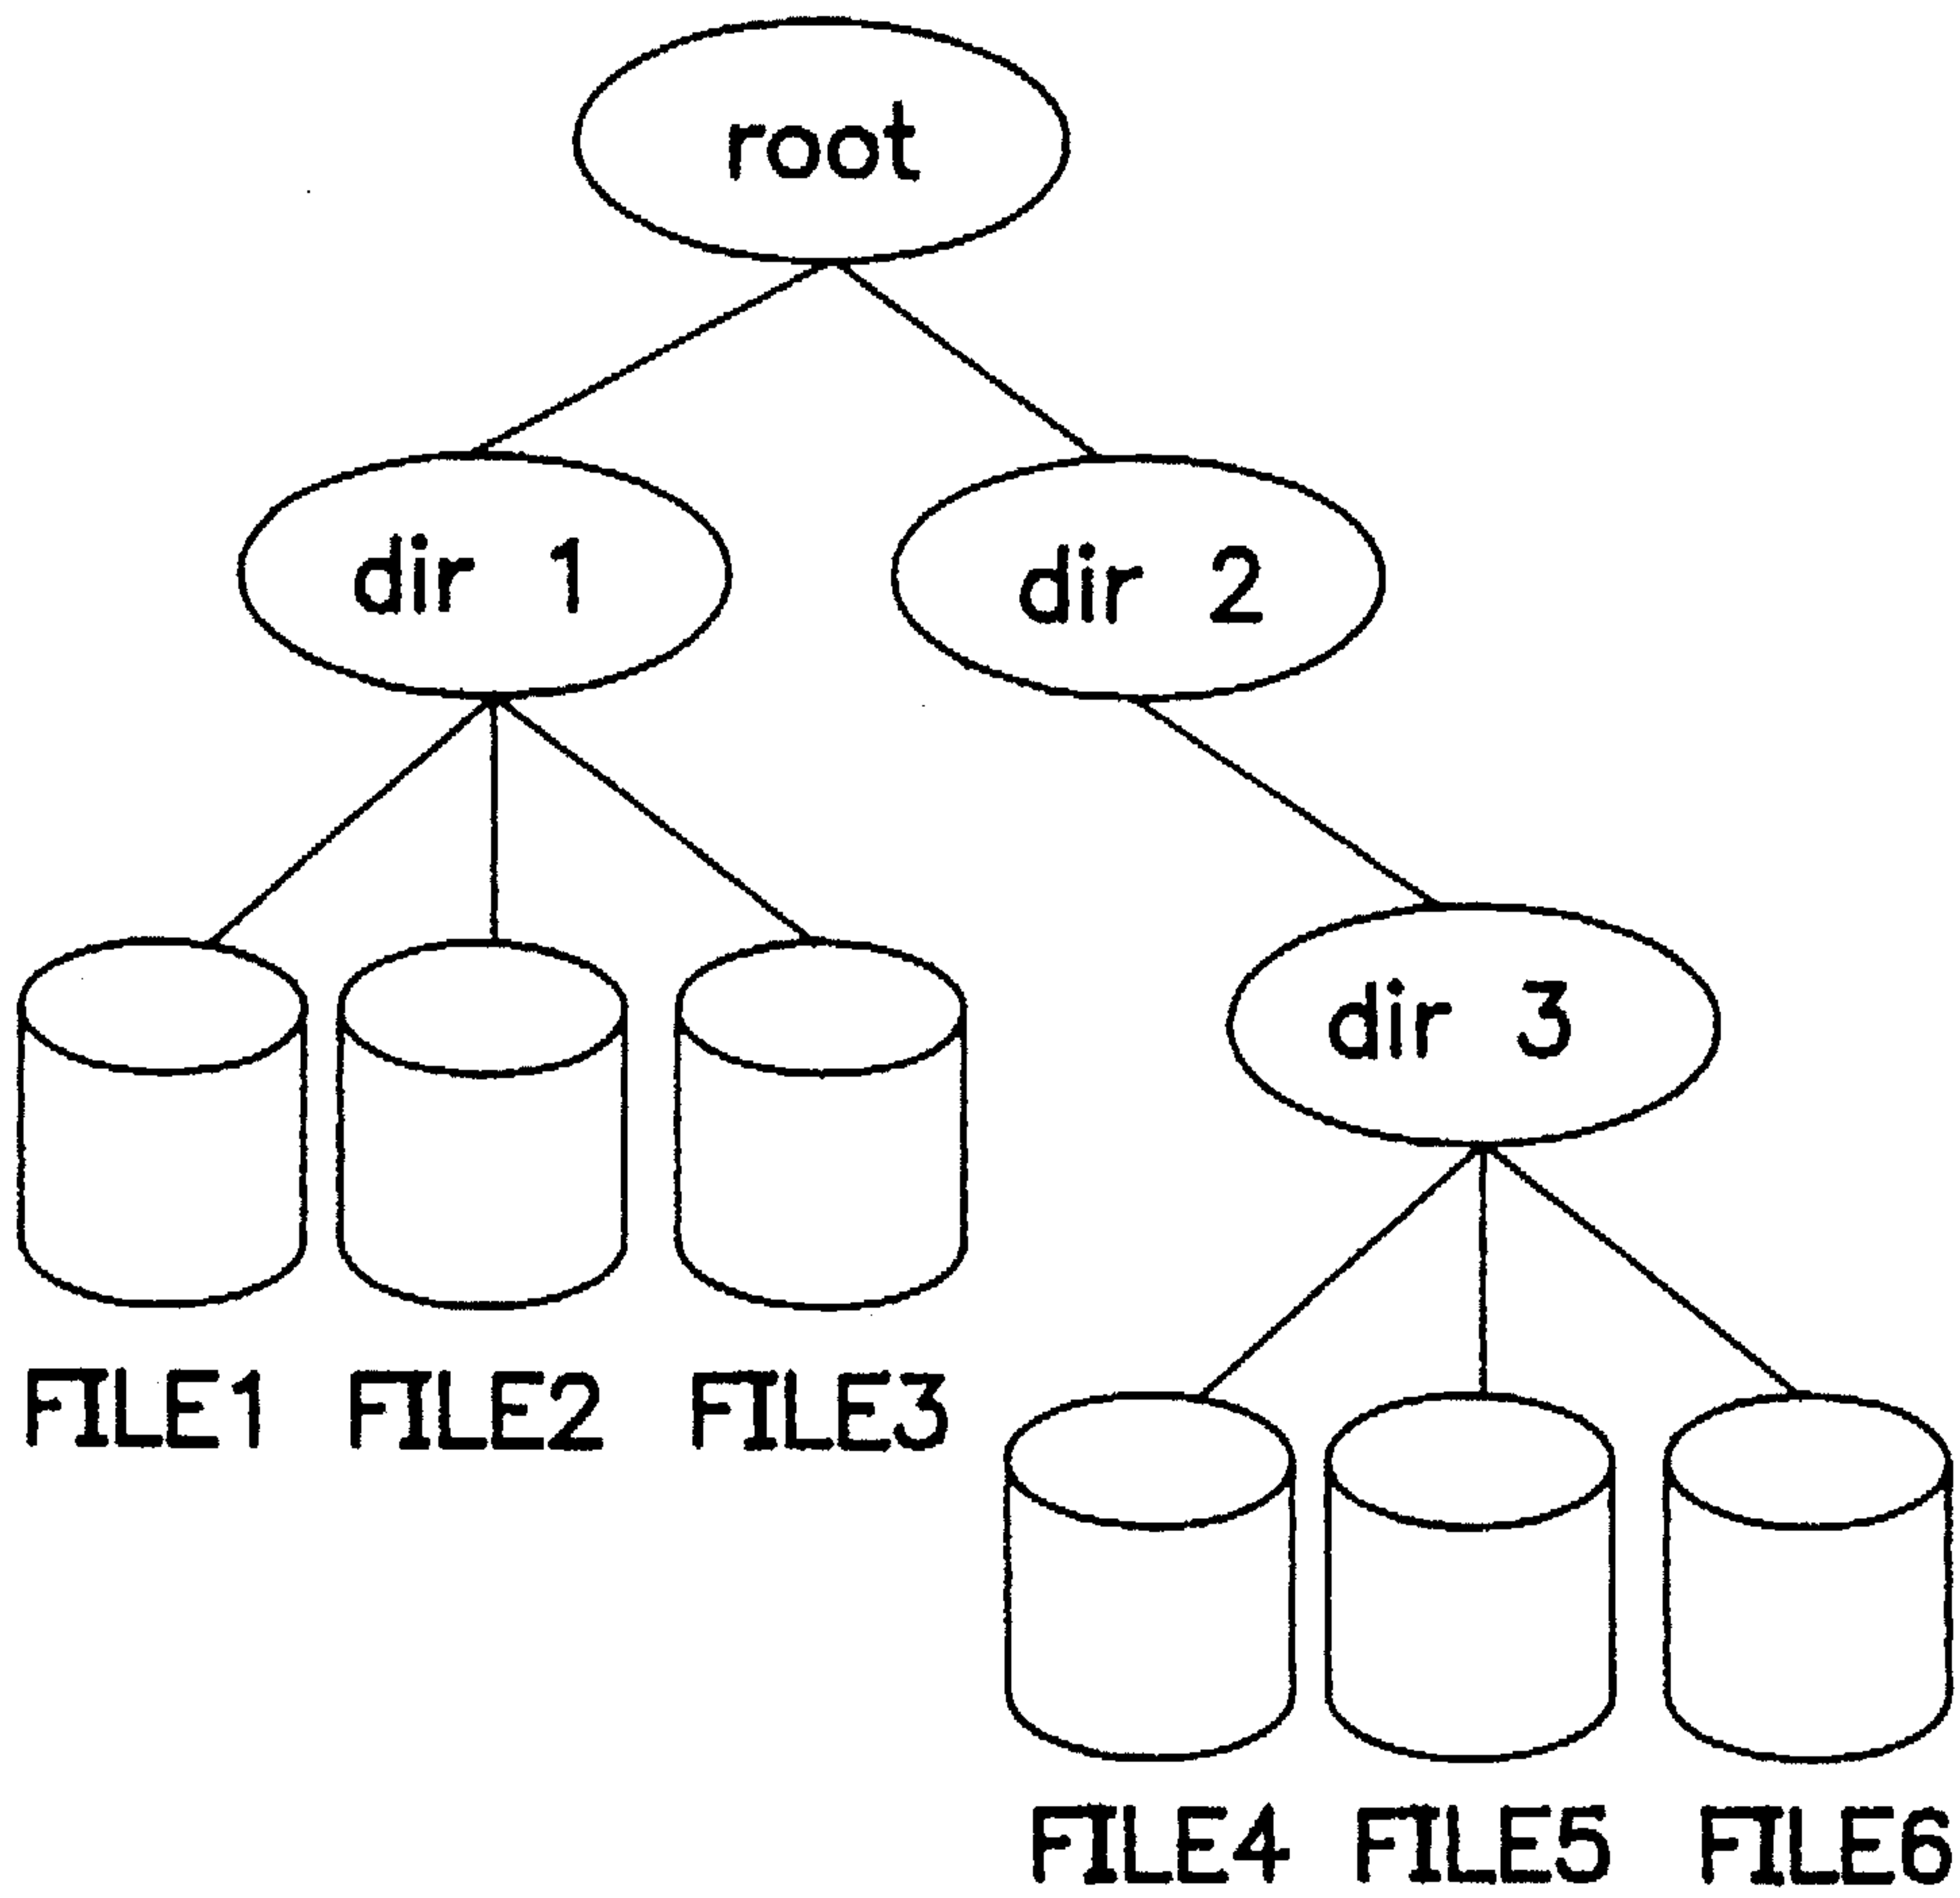 root
dir 1
dir 2
dir 3
FILE1 FILE2 FILE3
FILE4 FILE5 FILE6